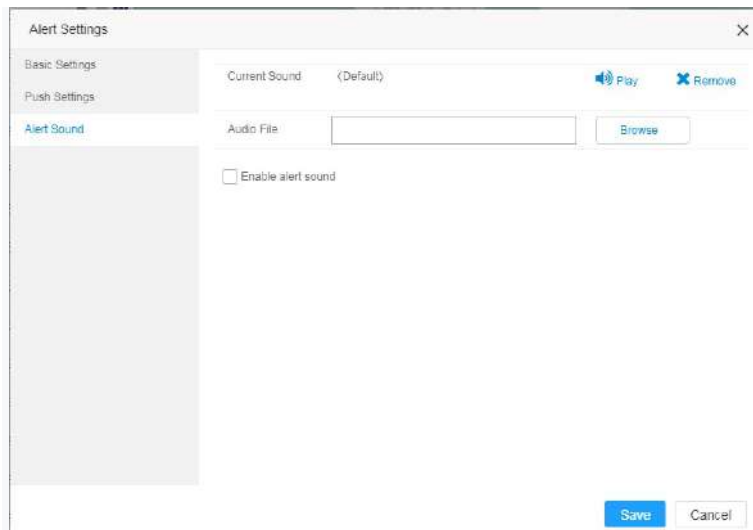 Alert Settings
Basic Settings
Push Settings
Alert Sound
Current Sound (Default) Play Remove
Audio File Browse
Enable alert sound
Save Cancel